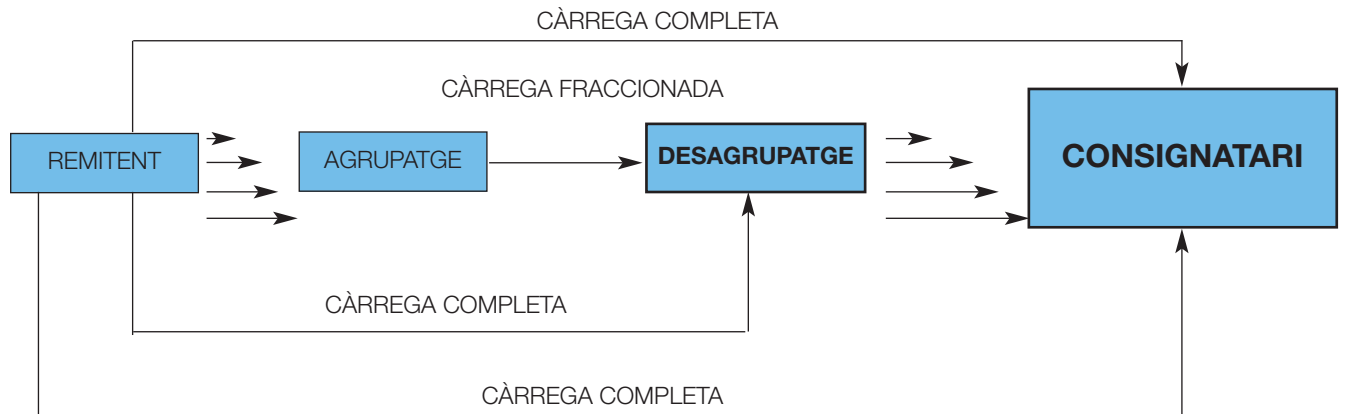 CÀRREGA COMPLETA
CÀRREGA FRACCIONADA
REMITENT
AGRUPATGE
DESAGRUPATGE
CONSIGNATARI
CÀRREGA COMPLETA
CÀRREGA COMPLETA